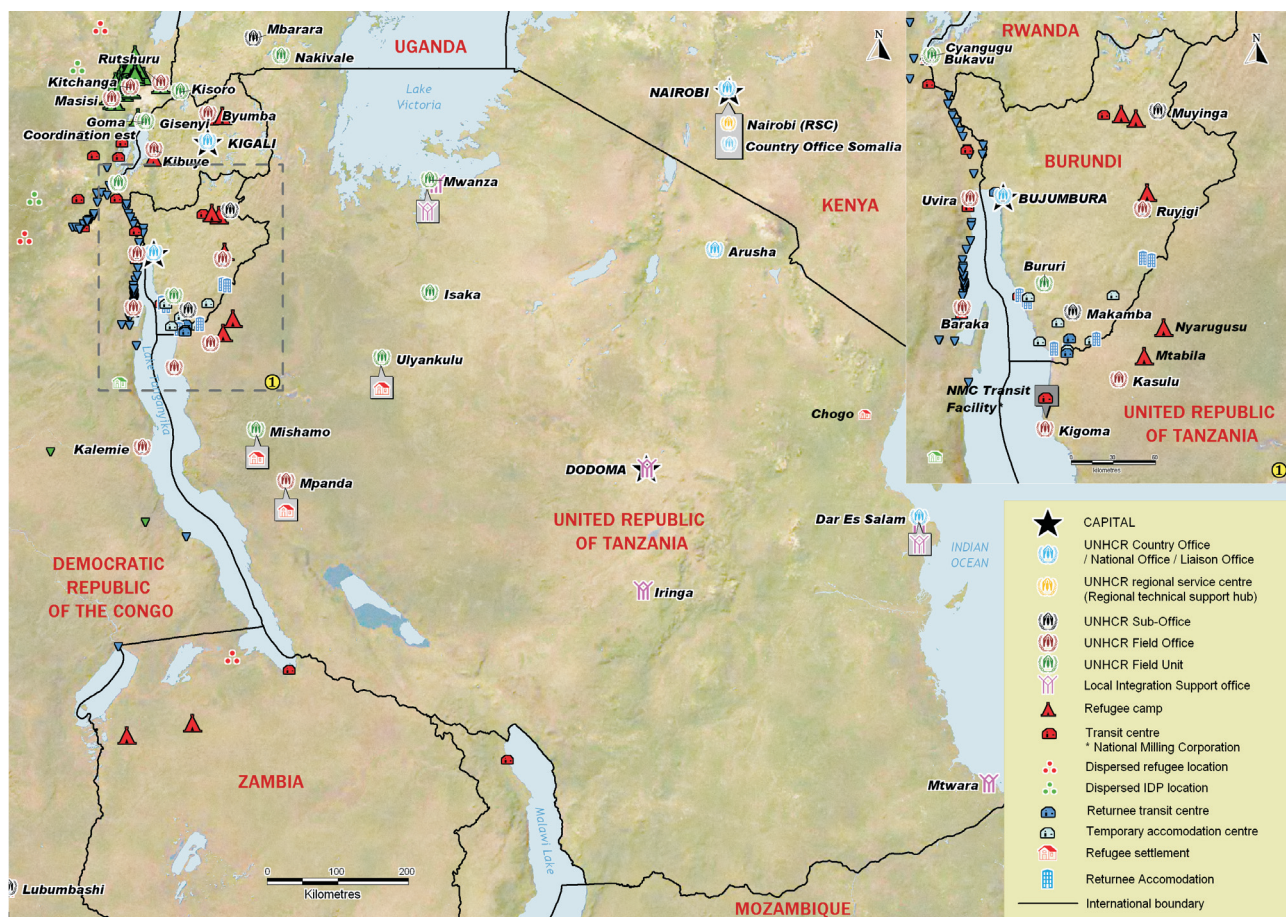 Mbarara
UGANDA
Nakivale
Rutshuru
Kitchanga
Kisoro
Masisi
Lake
Victoria
Goma
Gisenyi
Byumba
Coordination est
KIGALI
Kibuye
NAIROBI
Nairobi (RSC)
Country Office Somalia
Mwanza
KENYA
Arusha
Isaka
Ulyankulu
①
Lake Tanganyika
Chogo
Mishamo
Kalemie
Mpanda
DODOMA
UNITED REPUBLIC
OF TANZANIA
Dar Es Salam
INDIAN
OCEAN
DEMOCRATIC
REPUBLIC
OF THE CONGO
Iringa
ZAMBIA
Mtwara
Malawi Lake
Lubumbashi
0 100 200
Kilometres
MOZAMBIQUE
N
N
RWANDA
Cyangugu
Bukavu
Muyinga
BURUNDI
Uvira
BUJUMBURA
Ruyigi
Bururi
Baraka
Makamba
Nyarugusu
Mtabila
Kasulu
NMC Transit
Facility*
UNITED REPUBLIC
OF TANZANIA
Kigoma
0 30 60
Kilometres
①
CAPITAL
UNHCR Country Office
/ National Office / Liaison Office
UNHCR regional service centre
(Regional technical support hub)
UNHCR Sub-Office
UNHCR Field Office
UNHCR Field Unit
Local Integration Support office
Refugee camp
Transit centre
* National Milling Corporation
Dispersed refugee location
Dispersed IDP location
Returnee transit centre
Temporary accomodation centre
Refugee settlement
Returnee Accomodation
International boundary